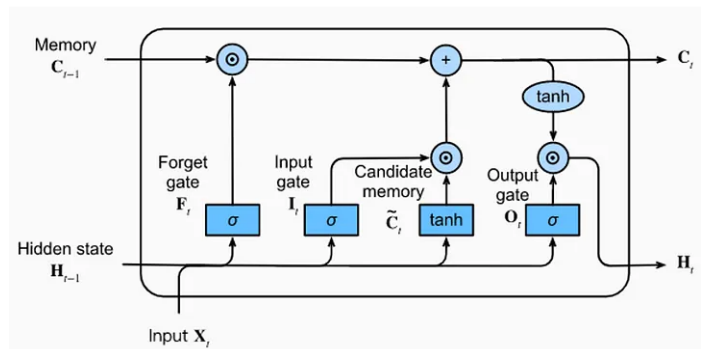 Memory
C_{t-1}
⊙
+
C_t
tanh
Forget
gate
F_t
σ
Input
gate
I_t
σ
Candidate
memory
C̃_t
tanh
⊙
Output
gate
O_t
σ
⊙
Hidden state
H_{t-1}
H_t
Input X_t